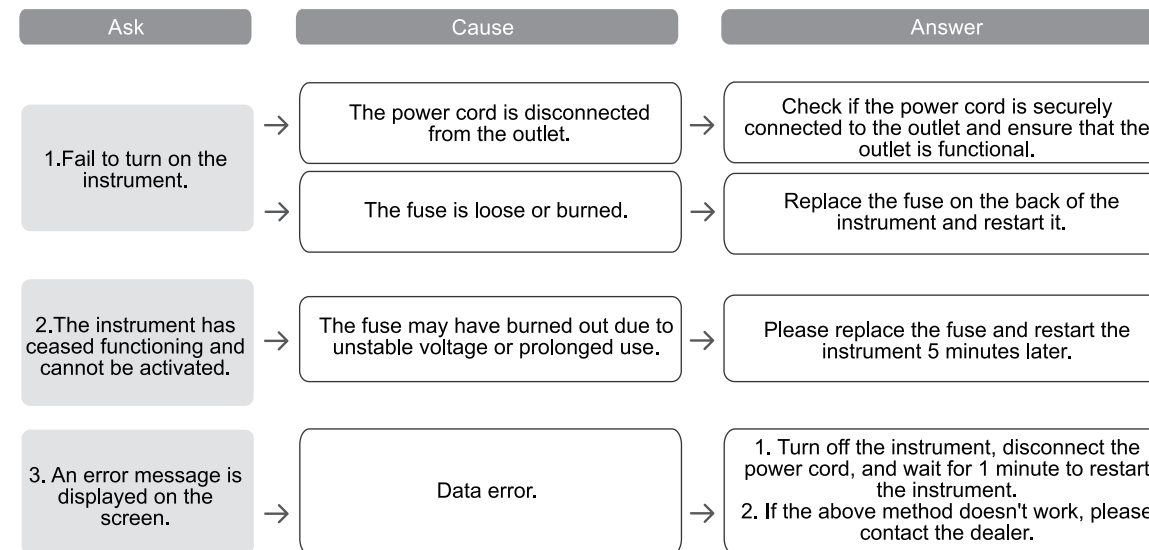 Ask
Cause
Answer
1.Fail to turn on the
instrument.
The power cord is disconnected
from the outlet.
Check if the power cord is securely
connected to the outlet and ensure that the
outlet is functional.
The fuse is loose or burned.
Replace the fuse on the back of the
instrument and restart it.
2.The instrument has
ceased functioning and
cannot be activated.
The fuse may have burned out due to
unstable voltage or prolonged use.
Please replace the fuse and restart the
instrument 5 minutes later.
3. An error message is
displayed on the
screen.
Data error.
1. Turn off the instrument, disconnect the
power cord, and wait for 1 minute to restart
the instrument.
2. If the above method doesn't work, please
contact the dealer.